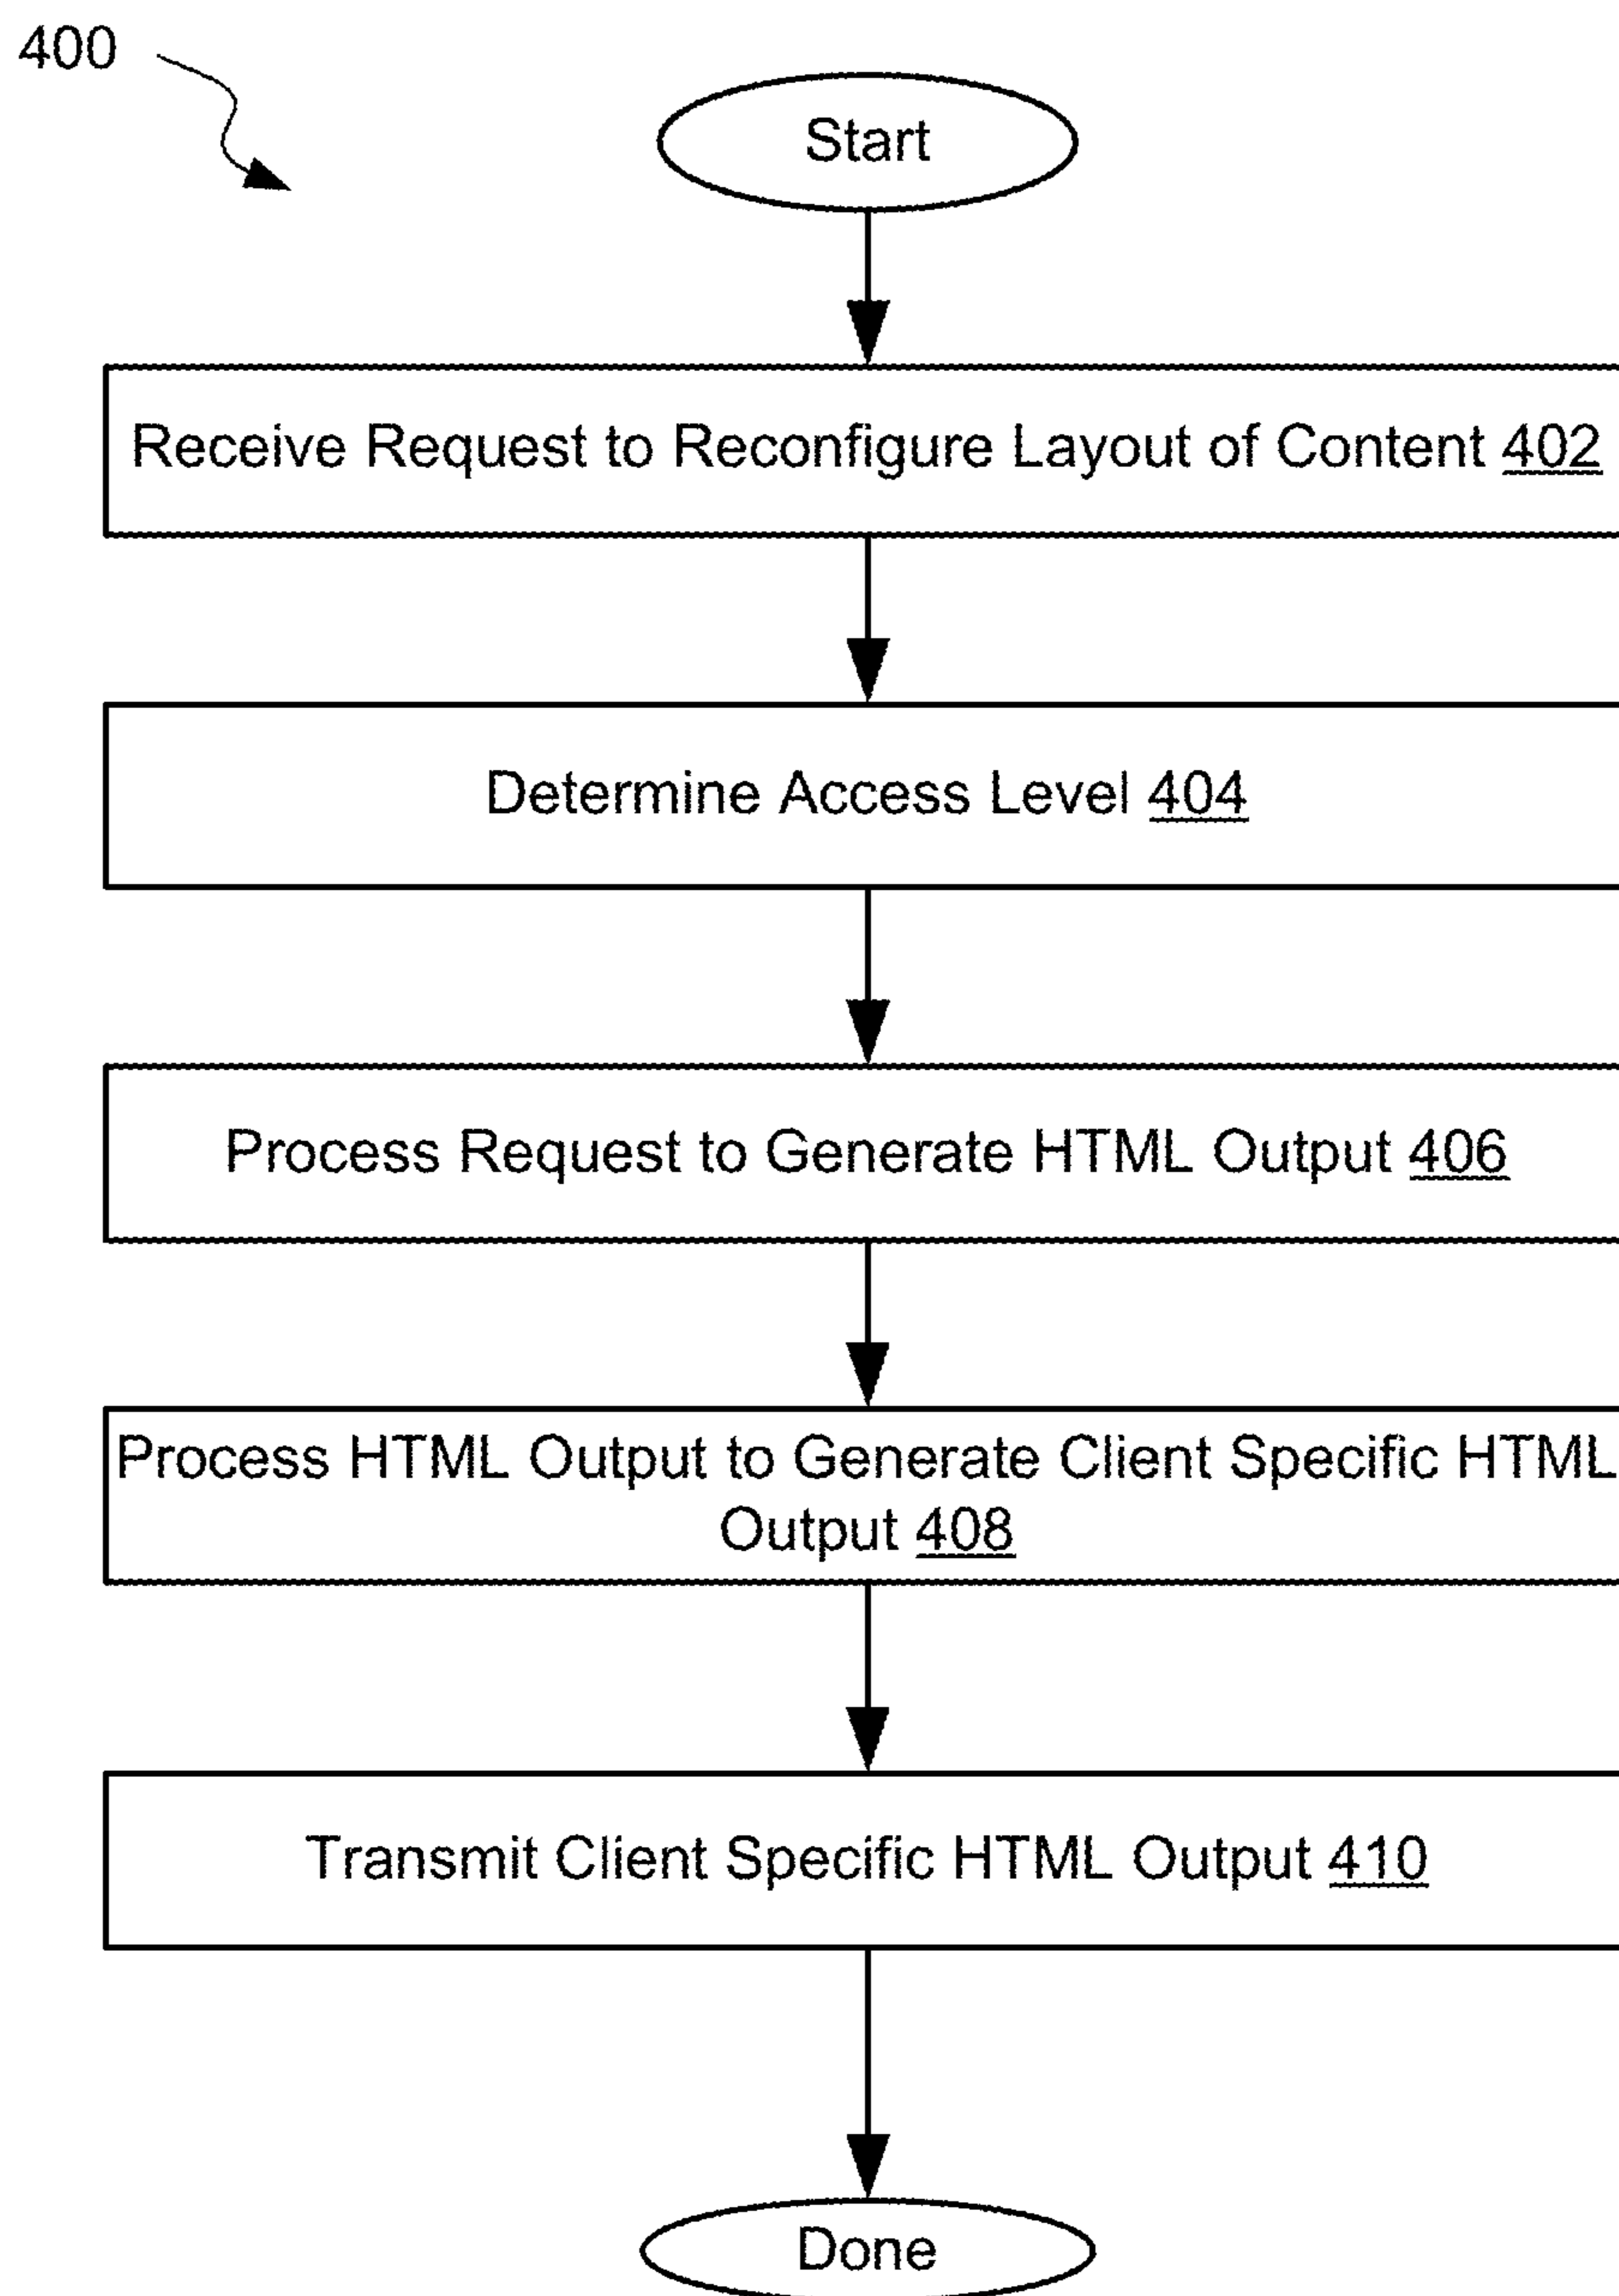 400
Start
Receive Request to Reconfigure Layout of Content 402
Determine Access Level 404
Process Request to Generate HTML Output 406
Process HTML Output to Generate Client Specific HTML
Output 408
Transmit Client Specific HTML Output 410
Done